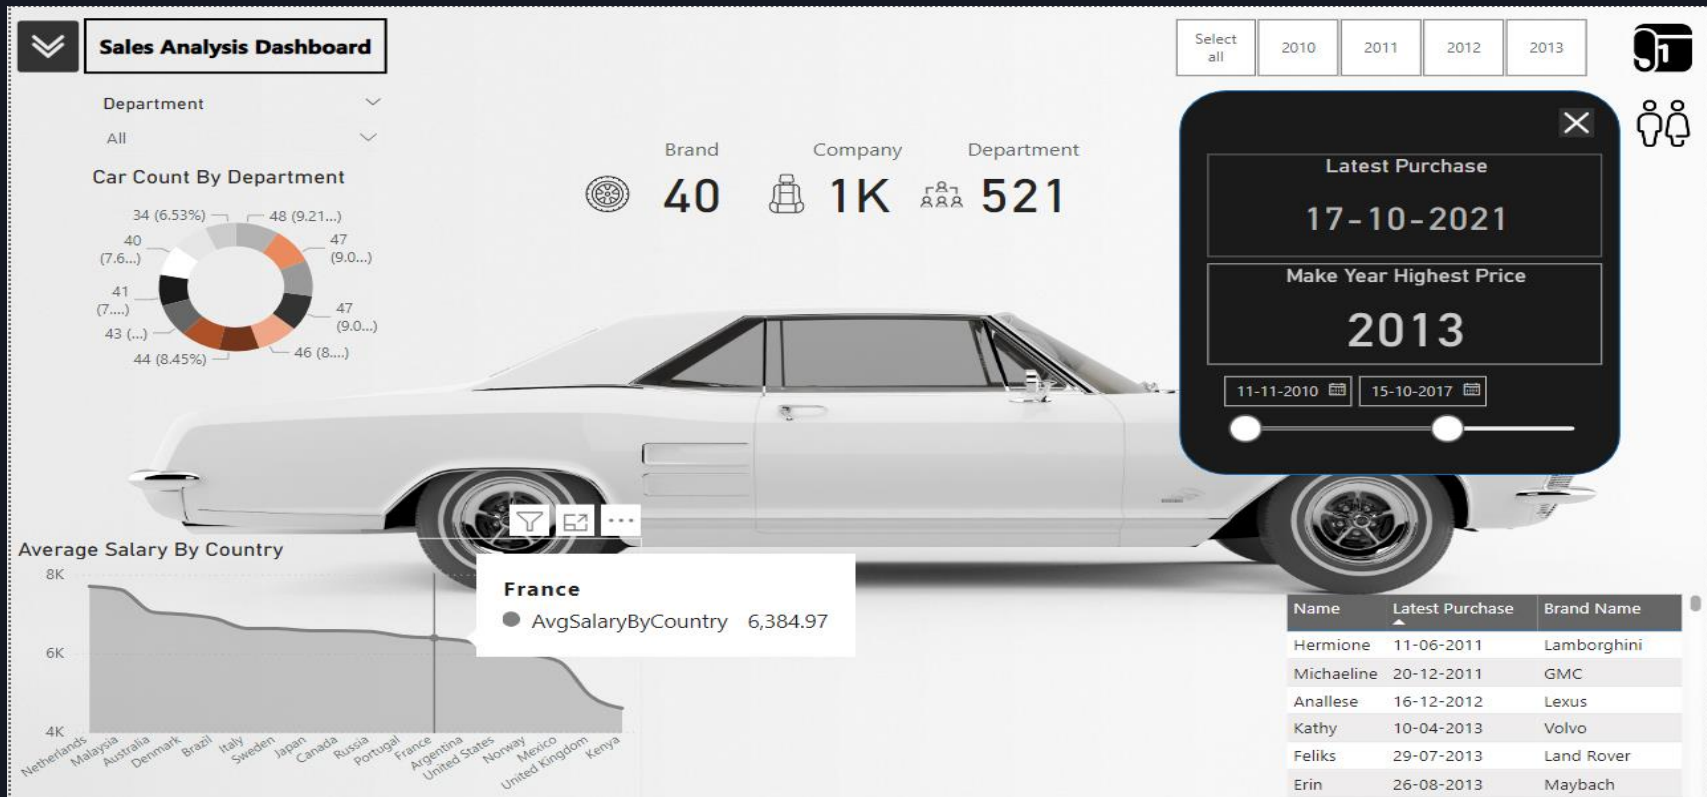 Sales Analysis Dashboard
Select all
2010
2011
2012
2013
Department
All
Car Count By Department
34 (6.53%)
48 (9.21...)
40 (7.6...)
47 (9.0...)
41 (7....)
47 (9.0...)
43 (...)
46 (8....)
44 (8.45%)
Brand
40
Company
1K
Department
521
Latest Purchase
17-10-2021
Make Year Highest Price
2013
11-11-2010
15-10-2017
Average Salary By Country
8K
6K
4K
Netherlands
Malaysia
Australia
Denmark
Brazil
Italy
Sweden
Japan
Canada
Russia
Portugal
France
Argentina
United States
Norway
Mexico
United Kingdom
Kenya
France
AvgSalaryByCountry 6,384.97
Name Latest Purchase Brand Name
Hermione 11-06-2011 Lamborghini
Michaeline 20-12-2011 GMC
Anallese 16-12-2012 Lexus
Kathy 10-04-2013 Volvo
Feliks 29-07-2013 Land Rover
Erin 26-08-2013 Maybach